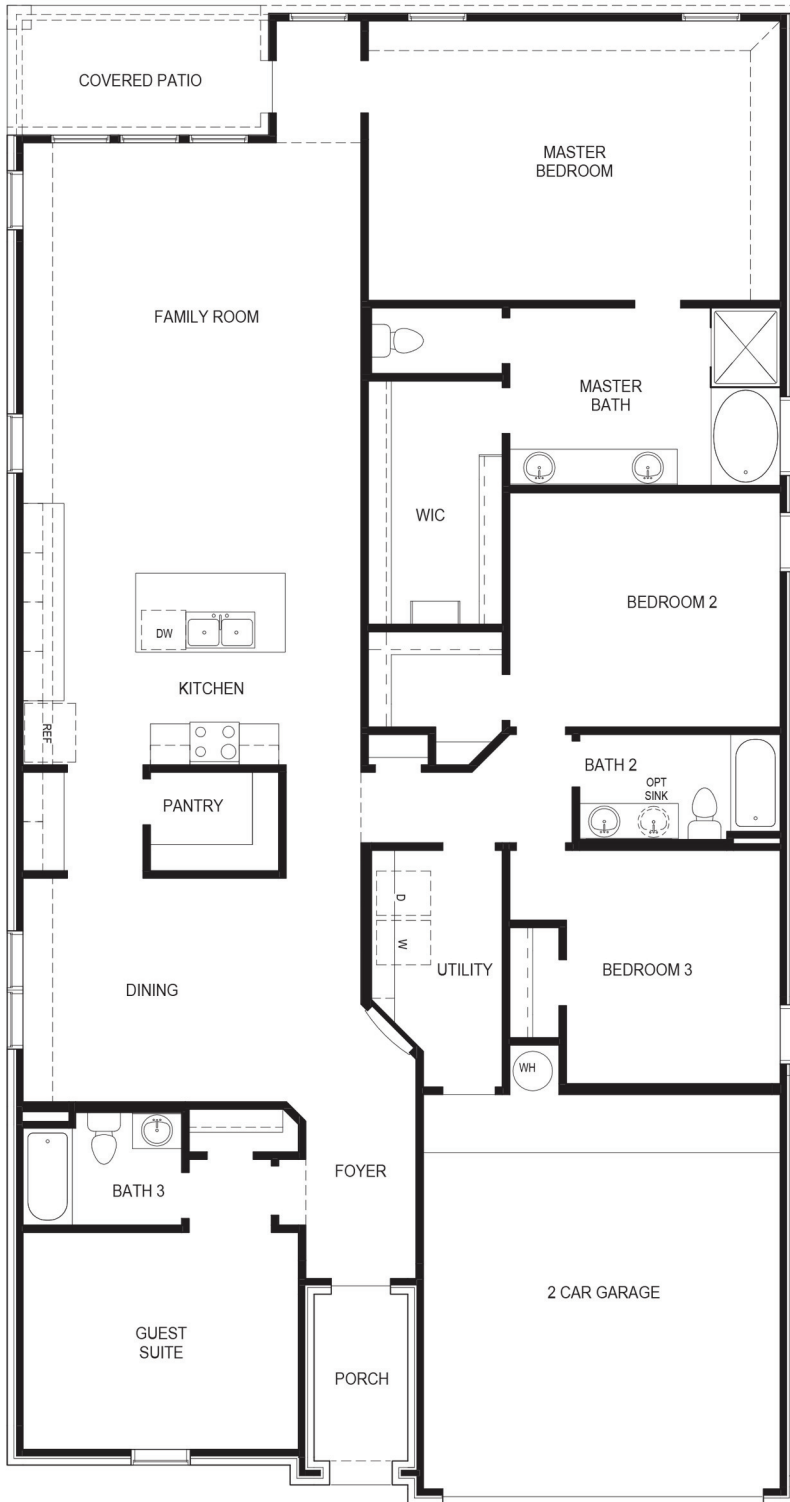 COVERED PATIO
MASTER
BEDROOM
FAMILY ROOM
MASTER
BATH
WIC
BEDROOM 2
DW
KITCHEN
REF
BATH 2
OPT
SINK
PANTRY
D
W
UTILITY
BEDROOM 3
DINING
WH
BATH 3
FOYER
2 CAR GARAGE
GUEST
SUITE
PORCH